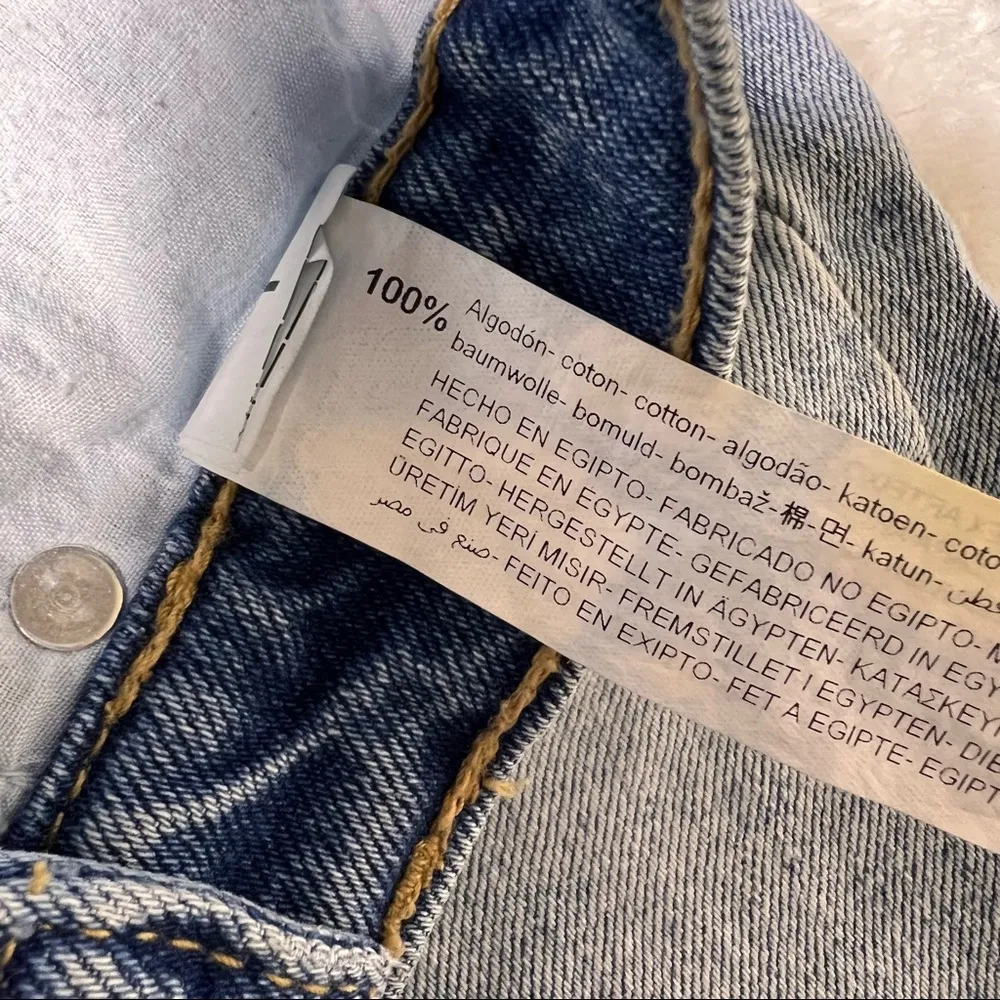 100% Algodón- coton- cotton- algodão- katoen- coto
baumwolle- bomuld- bombaž- 棉- 면- katun- قطن
HECHO EN EGIPTO- FABRICADO NO EGIPTO- M
FABRIQUE EN EGYPTE- GEFABRICEERD IN EGY
EGITTO- HERGESTELLT IN ÄGYPTEN- ΚΑΤΑΣΚΕΥΗ
ÜRETİM YERİ MISIR- FREMSTILLET I EGYPTEN- DIE
صنع في مصر- FEITO EN EXIPTO- FET A EGIPTE- EGIPT